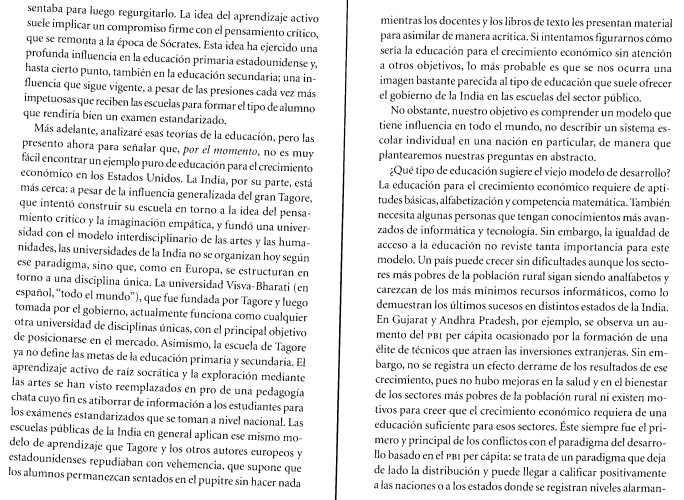 sentaba para luego regurgitarlo. La idea del aprendizaje activo
suele implicar un compromiso firme con el pensamiento crítico,
que se remonta a la época de Sócrates. Esta idea ha ejercido una
profunda influencia en la educación primaria estadounidense y,
hasta cierto punto, también en la educación secundaria; una in-
fluencia que sigue vigente, a pesar de las presiones cada vez más
impetuosas que reciben las escuelas para formar el tipo de alumno
que rendiría bien un examen estandarizado.
Más adelante, analizaré esas teorías de la educación, pero las
presento ahora para señalar que, por el momento, no es muy
fácil encontrar un ejemplo puro de educación para el crecimiento
económico en los Estados Unidos. La India, por su parte, está
más cerca: a pesar de la influencia generalizada del gran Tagore,
que intentó construir su escuela en torno a la idea del pensa-
miento crítico y la imaginación empática, y fundó una univer-
sidad con el modelo interdisciplinario de las artes y las huma-
nidades, las universidades de la India no se organizan hoy según
ese paradigma, sino que, como en Europa, se estructuran en
torno a una disciplina única. La universidad Visva-Bharati (en
español, "todo el mundo"), que fue fundada por Tagore y luego
tomada por el gobierno, actualmente funciona como cualquier
otra universidad de disciplinas únicas, con el principal objetivo
de posicionarse en el mercado. Asimismo, la escuela de Tagore
ya no define las metas de la educación primaria y secundaria. El
aprendizaje activo de raíz socrática y la exploración mediante
las artes se han visto reemplazados en pro de una pedagogía
chata cuyo fin es atiborrar de información a los estudiantes para
los exámenes estandarizados que se toman a nivel nacional. Las
escuelas públicas de la India en general aplican ese mismo mo-
delo de aprendizaje que Tagore y los otros autores europeos y
estadounidenses repudiaban con vehemencia, que supone que
los alumnos permanezcan sentados en el pupitre sin hacer nada
mientras los docentes y los libros de texto les presentan material
para asimilar de manera acrítica. Si intentamos figurarnos cómo
sería la educación para el crecimiento económico sin atención
a otros objetivos, lo más probable es que se nos ocurra una
imagen bastante parecida al tipo de educación que suele ofrecer
el gobierno de la India en las escuelas del sector público.
No obstante, nuestro objetivo es comprender un modelo que
tiene influencia en todo el mundo, no describir un sistema es-
colar individual en una nación en particular, de manera que
plantearemos nuestras preguntas en abstracto.
¿Qué tipo de educación sugiere el viejo modelo de desarrollo?
La educación para el crecimiento económico requiere de apti-
tudes básicas, alfabetización y competencia matemática. También
necesita algunas personas que tengan conocimientos más avan-
zados de informática y tecnología. Sin embargo, la igualdad de
acceso a la educación no reviste tanta importancia para este
modelo. Un país puede crecer sin dificultades aunque los secto-
res más pobres de la población rural sigan siendo analfabetos y
carezcan de los más mínimos recursos informáticos, como lo
demuestran los últimos sucesos en distintos estados de la India.
En Gujarat y Andhra Pradesh, por ejemplo, se observa un au-
mento del PBI per cápita ocasionado por la formación de una
élite de técnicos que atraen las inversiones extranjeras. Sin em-
bargo, no se registra un efecto derrame de los resultados de ese
crecimiento, pues no hubo mejoras en la salud y en el bienestar
de los sectores más pobres de la población rural ni existen mo-
tivos para creer que el crecimiento económico requiera de una
educación suficiente para esos sectores. Éste siempre fue el pri-
mero y principal de los conflictos con el paradigma del desarro-
llo basado en el PBI per cápita: se trata de un paradigma que deja
de lado la distribución y puede llegar a calificar positivamente
a las naciones o a los estados donde se registran niveles alarman-